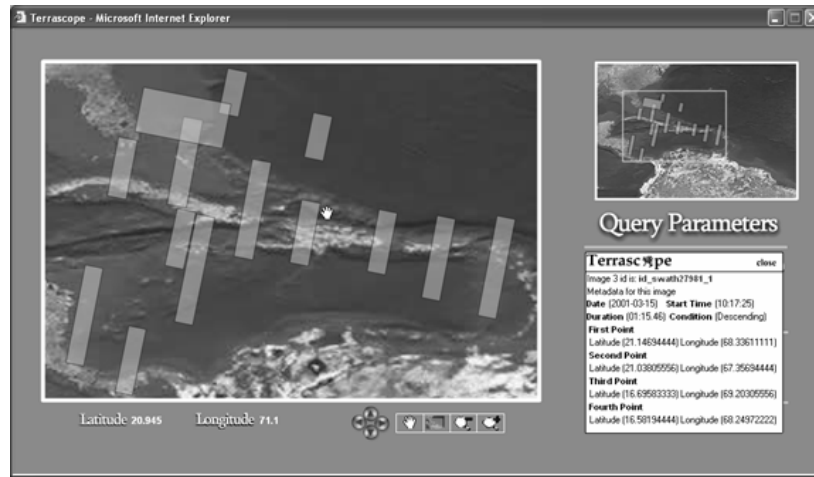 Terrascope - Microsoft Internet Explorer
Query Parameters
Terrascope close
Image 3 id is: id_swath27981_1
Metadata for this image
Date (2001-03-15) Start Time (10:17:25)
Duration (01:15.46) Condition (Descending)
First Point
Latitude (21.14694444) Longitude (68.33611111)
Second Point
Latitude (21.03805556) Longitude (67.35694444)
Third Point
Latitude (16.69583333) Longitude (69.20305556)
Fourth Point
Latitude (16.58194444) Longitude (68.24972222)
Latitude 20.945 Longitude 71.1